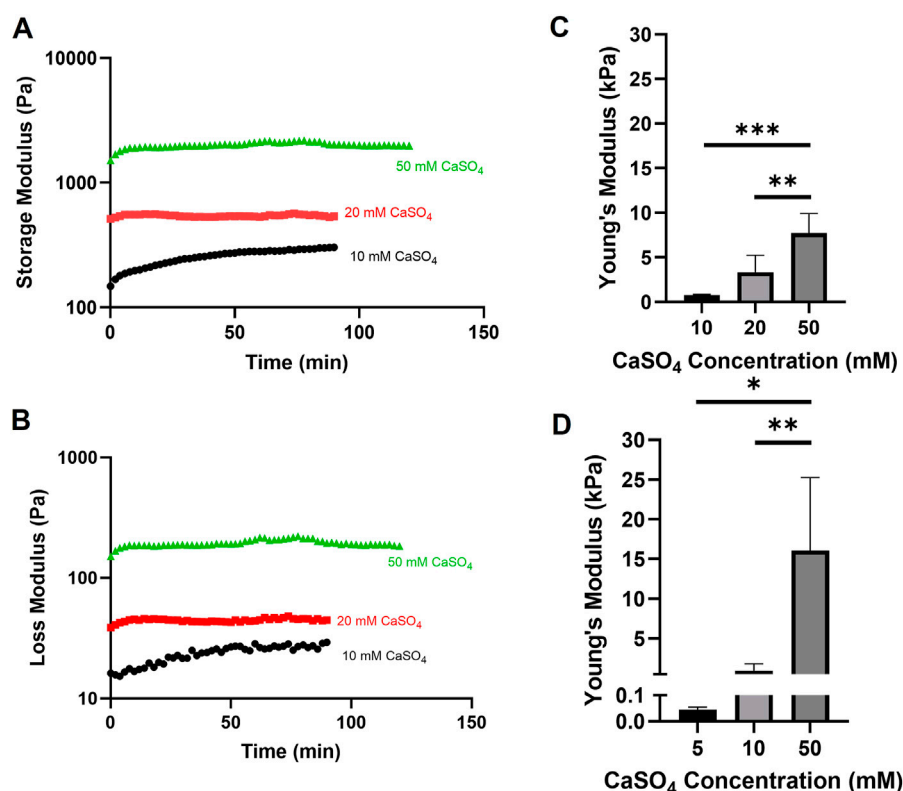 A
Storage Modulus (Pa)
10000
1000
100
50 mM CaSO₄
20 mM CaSO₄
10 mM CaSO₄
0
50
100
150
Time (min)
B
Loss Modulus (Pa)
1000
100
10
50 mM CaSO₄
20 mM CaSO₄
10 mM CaSO₄
0
50
100
150
Time (min)
C
Young's Modulus (kPa)
30
25
20
15
10
5
0
***
**
10
20
50
CaSO₄ Concentration (mM)
D
Young's Modulus (kPa)
*
**
30
25
20
15
10
5
0.1
0.0
5
10
50
CaSO₄ Concentration (mM)